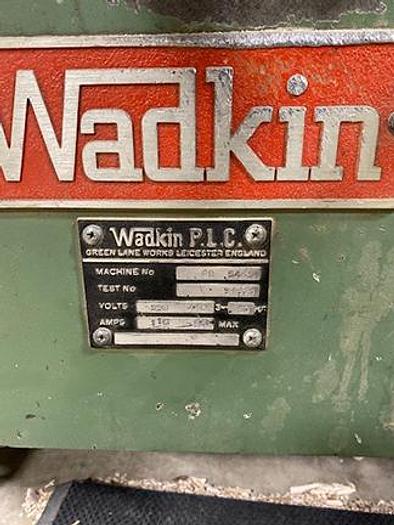 Wadkin
Wadkin P.L.C.
GREEN LANE WORKS LEICESTER ENGLAND
MACHINE No
TEST No
VOLTS
AMPS MAX